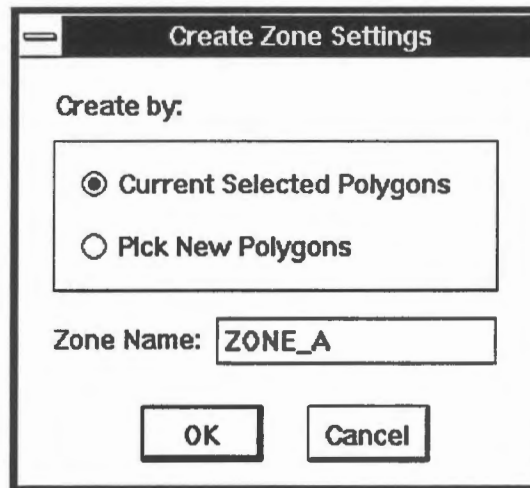 Create Zone Settings
Create by:
Current Selected Polygons
Pick New Polygons
Zone Name: ZONE_A
OK Cancel